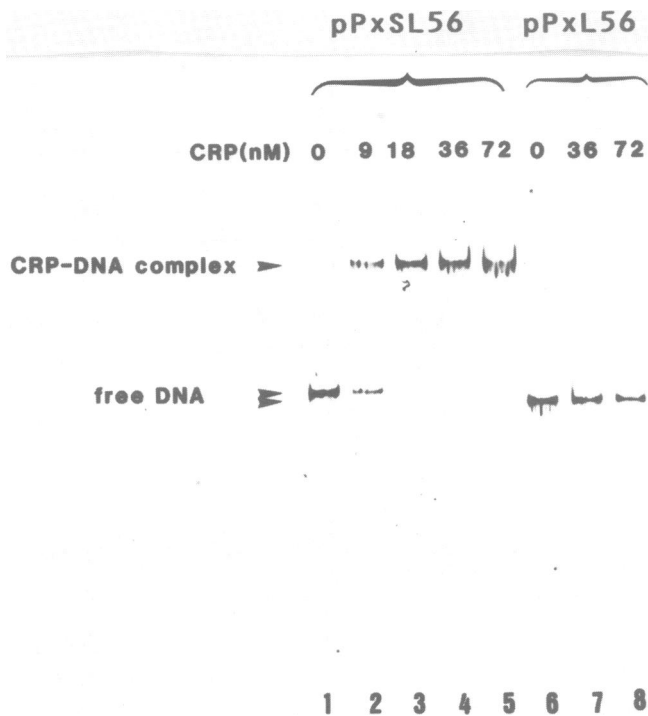 pPxSL56 pPxL56
CRP(nM) 0 9 18 36 72 0 36 72
CRP-DNA complex
free DNA
1 2 3 4 5 6 7 8